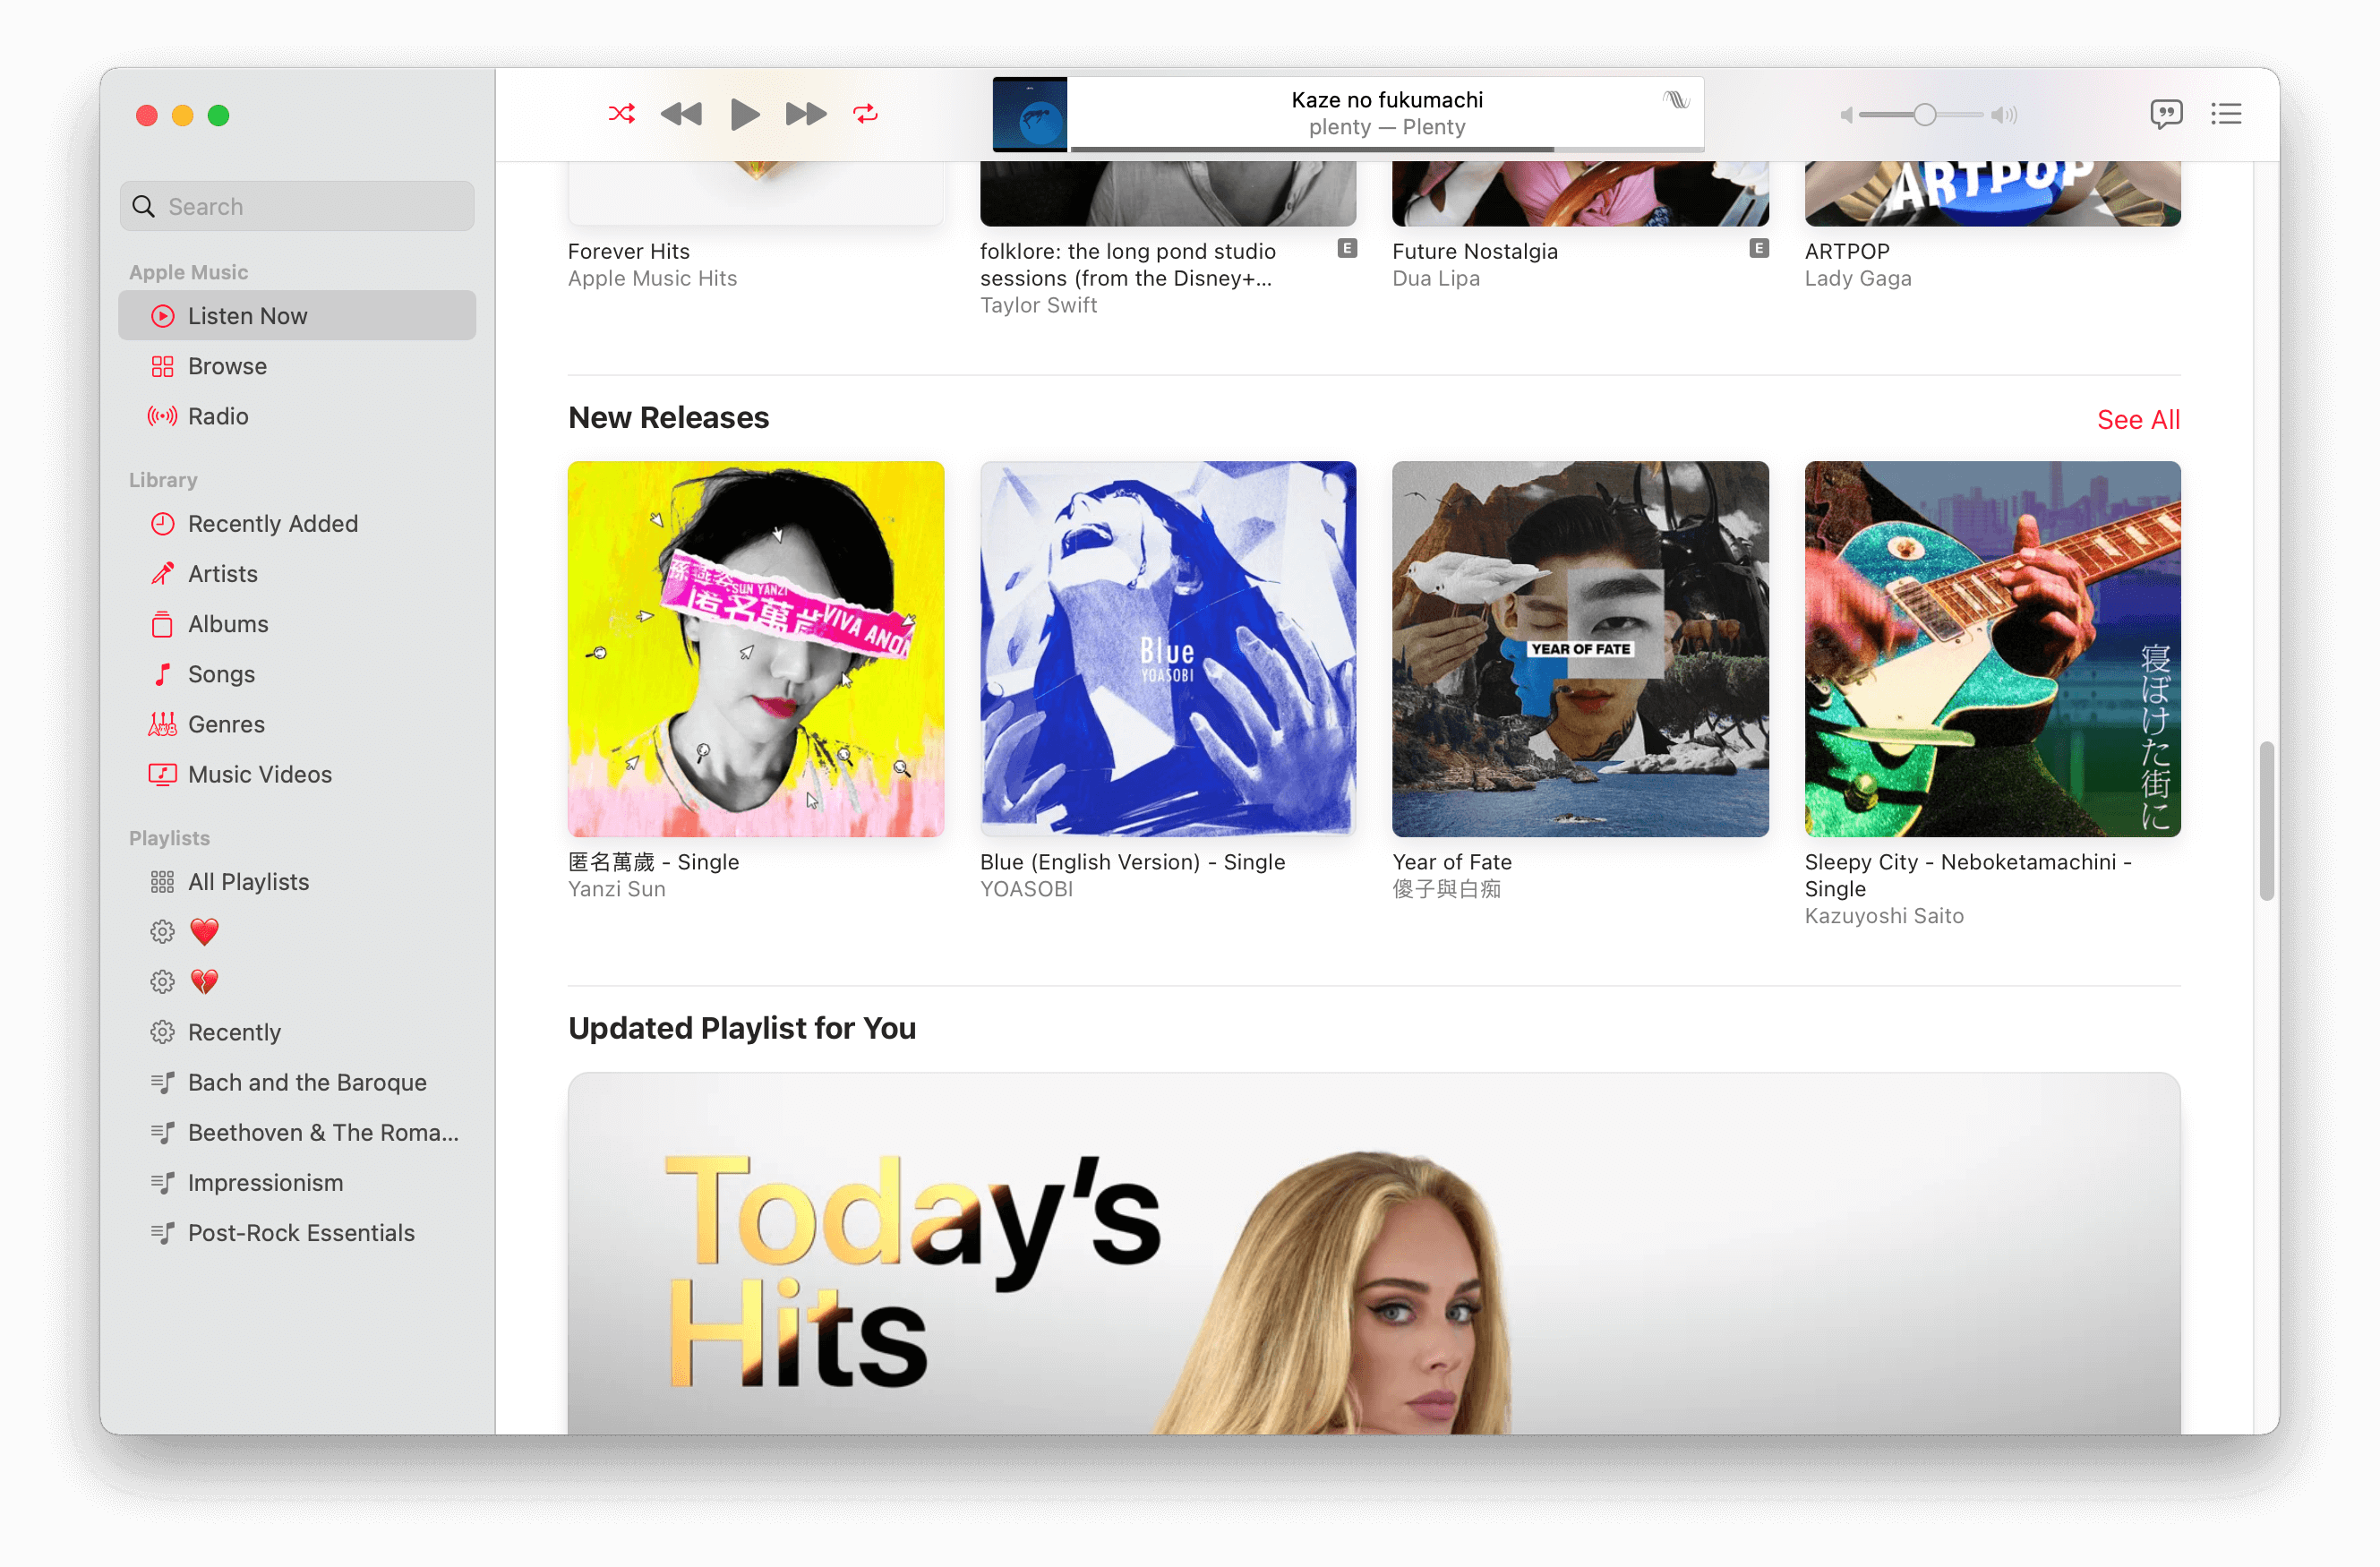 Search
Apple Music
Listen Now
Browse
Radio
Library
Recently Added
Artists
Albums
Songs
Genres
Music Videos
Playlists
All Playlists
❤️
💔
Recently
Bach and the Baroque
Beethoven & The Roma...
Impressionism
Post-Rock Essentials
Kaze no fukumachi
plenty — Plenty
ARTPOP
Forever Hits
Apple Music Hits
folklore: the long pond studio
sessions (from the Disney+...
E
Taylor Swift
Future Nostalgia
E
Dua Lipa
ARTPOP
Lady Gaga
New Releases
See All
孫燕姿
SUN YANZI
匿名萬歲
VIVA ANON
Blue
YOASOBI
YEAR OF FATE
寝ぼけた街に
匿名萬歲 - Single
Yanzi Sun
Blue (English Version) - Single
YOASOBI
Year of Fate
傻子與白痴
Sleepy City - Neboketamachini -
Single
Kazuyoshi Saito
Updated Playlist for You
Today's
Hits